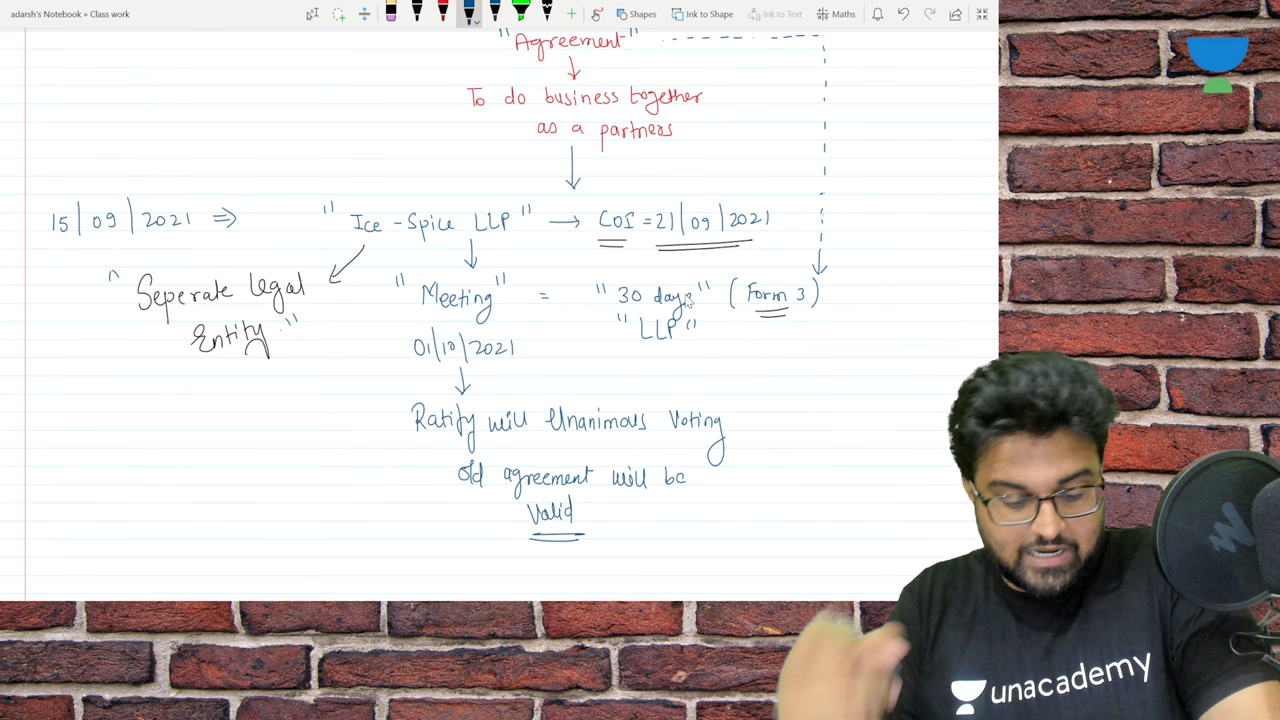 adarsh's Notebook » Class work
Shapes
Ink to Shape
Ink to Text
Maths
"Agreement"
To do business together
as a partners
15/09/2021 ⇒ "Ice-Spice LLP" → COI = 21/09/2021
"Seperate legal
Entity"
"Meeting" = "30 days" (Form 3)
"LLP"
01/10/2021
Ratify will Unanimous Voting
old agreement will be
Valid
unacademy